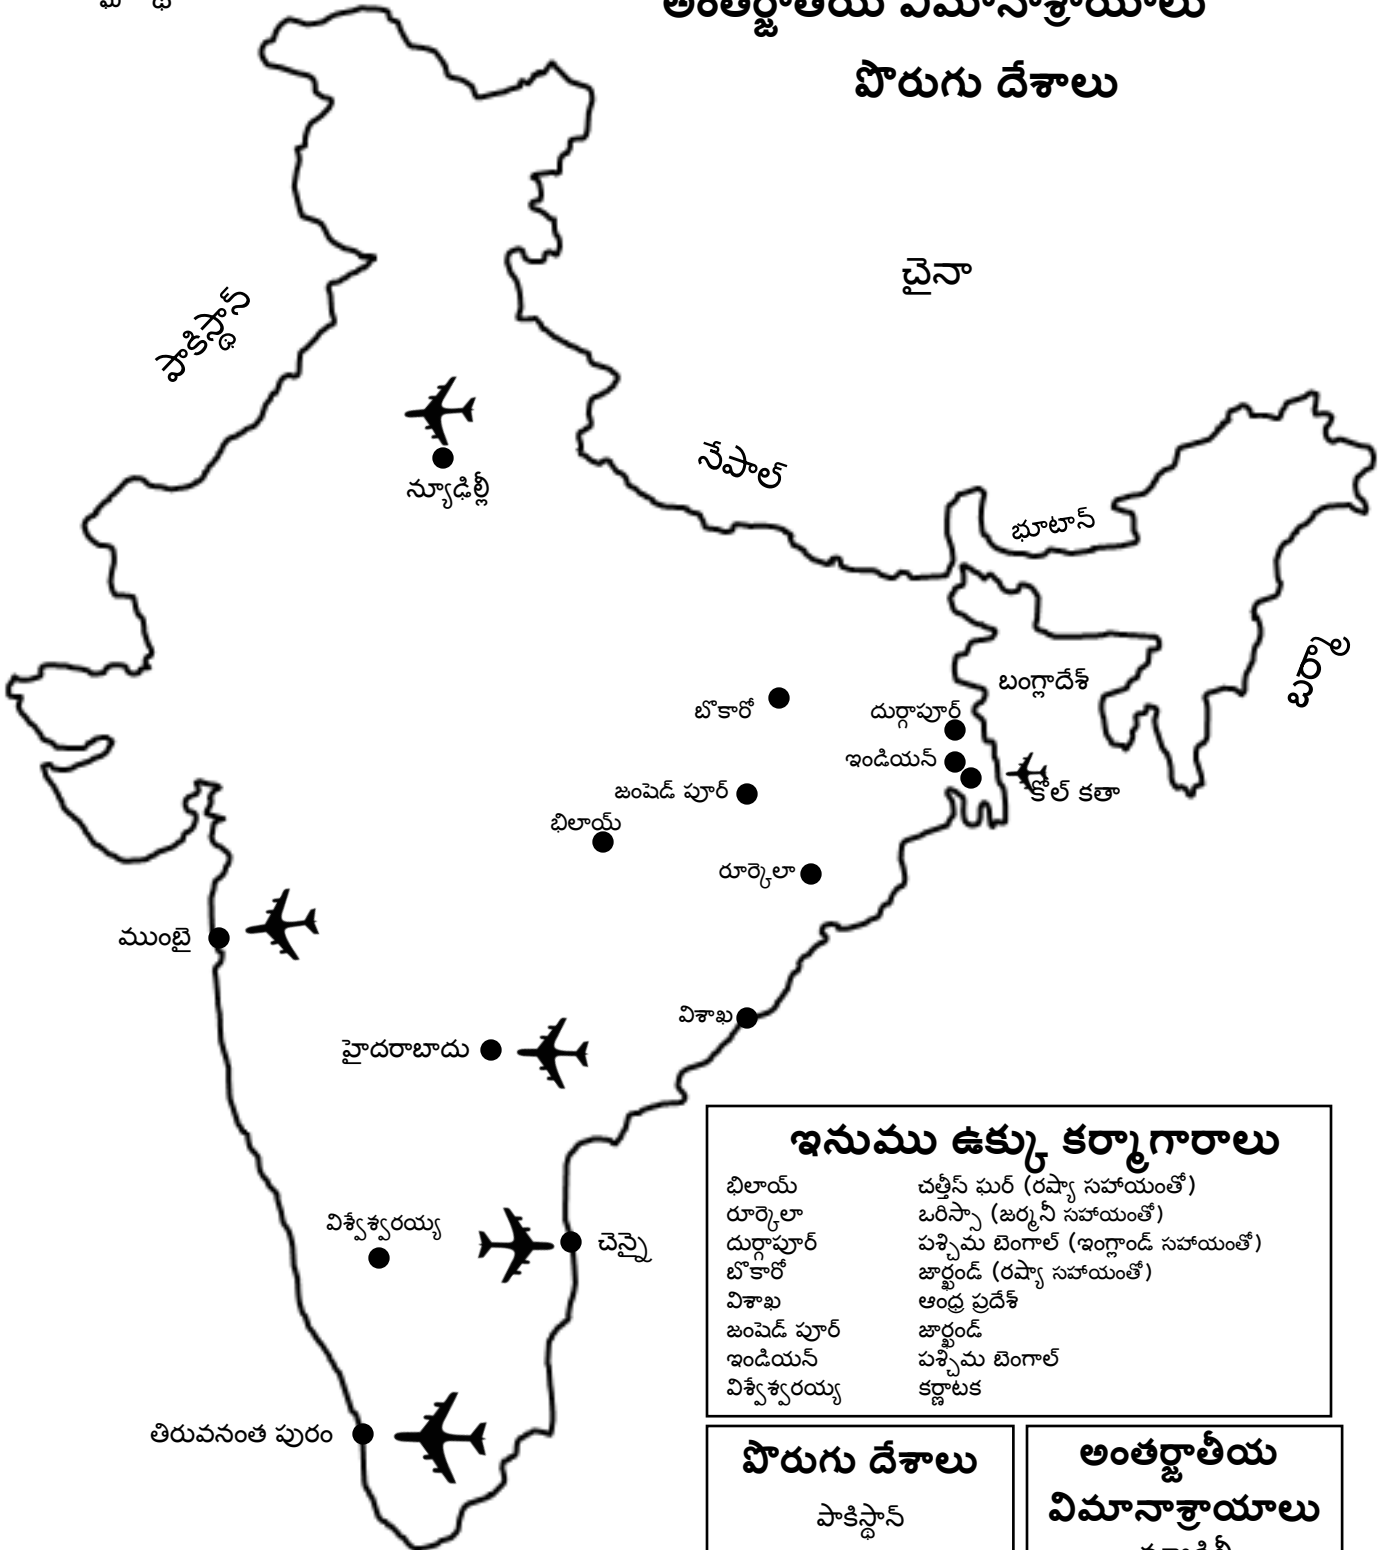 అంతర్జాతీయ విమానాశ్రాయాలు
పొరుగు దేశాలు
చైనా
పాకిస్థాన్
న్యూఢిల్లీ
నేపాల్
భూటాన్
బర్మా
బంగ్లాదేశ్
బొకారో
దుర్గాపూర్
ఇండియన్
కోల్ కతా
జంషెడ్ పూర్
భిలాయ్
రూర్కెలా
ముంబై
విశాఖ
హైదరాబాదు
విశ్వేశ్వరయ్య
చెన్నై
తిరువనంత పురం
ఇనుము ఉక్కు కర్మాగారాలు
భిలాయ్ చత్తీస్ ఘర్ (రష్యా సహాయంతో)
రూర్కెలా ఒరిస్సా (జర్మనీ సహాయంతో)
దుర్గాపూర్ పశ్చిమ బెంగాల్ (ఇంగ్లాండ్ సహాయంతో)
బొకారో జార్ఖండ్ (రష్యా సహాయంతో)
విశాఖ ఆంధ్ర ప్రదేశ్
జంషెడ్ పూర్ జార్ఖండ్
ఇండియన్ పశ్చిమ బెంగాల్
విశ్వేశ్వరయ్య కర్ణాటక
పొరుగు దేశాలు
పాకిస్థాన్
అంతర్జాతీయ
విమానాశ్రాయాలు